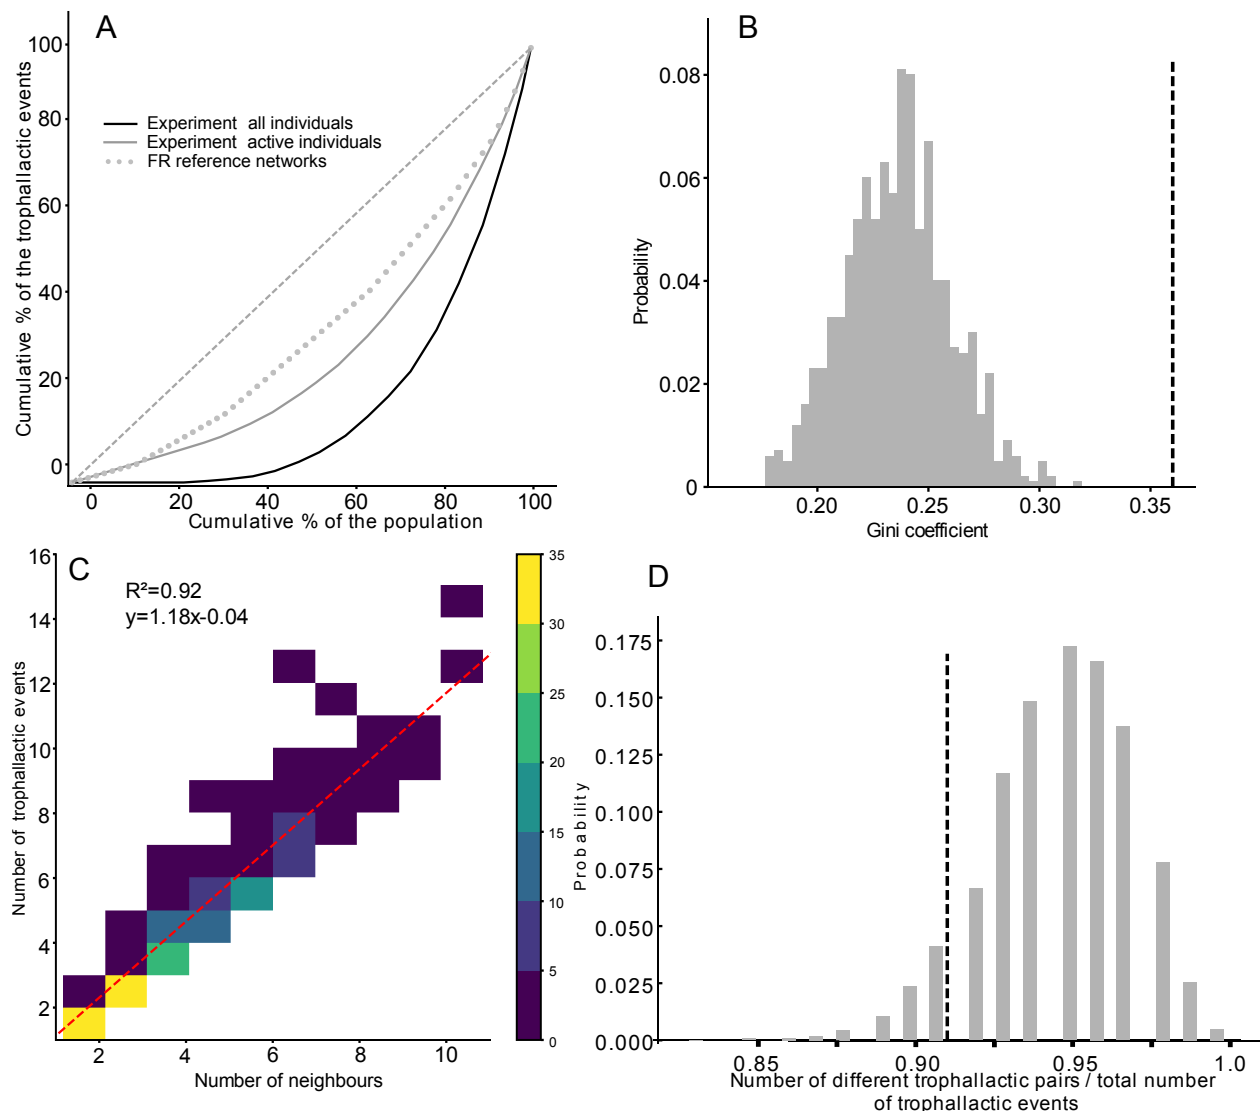 A
100
80
60
40
20
0
Cumulative % of the trophallactic events
Experiment all individuals
Experiment active individuals
FR reference networks
0 20 40 60 80 100
Cumulative % of the population
B
0.08
0.06
0.04
0.02
0
Probability
0.20 0.25 0.30 0.35
Gini coefficient
C
R²=0.92
y=1.18x-0.04
16
14
12
10
8
6
4
2
Number of trophallactic events
2 4 6 8 10
Number of neighbours
35
30
25
20
15
10
5
0
Probability
D
0.175
0.150
0.125
0.100
0.075
0.050
0.025
0.000
0.85 0.90 0.95 1.0
Number of different trophallactic pairs / total number
of trophallactic events